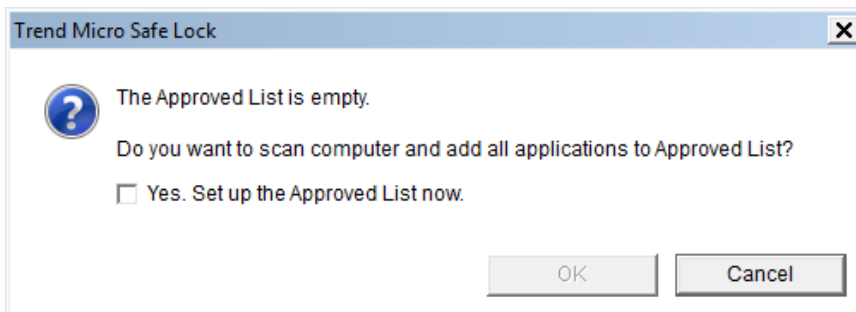 Trend Micro Safe Lock
The Approved List is empty.
Do you want to scan computer and add all applications to Approved List?
Yes. Set up the Approved List now.
OK
Cancel